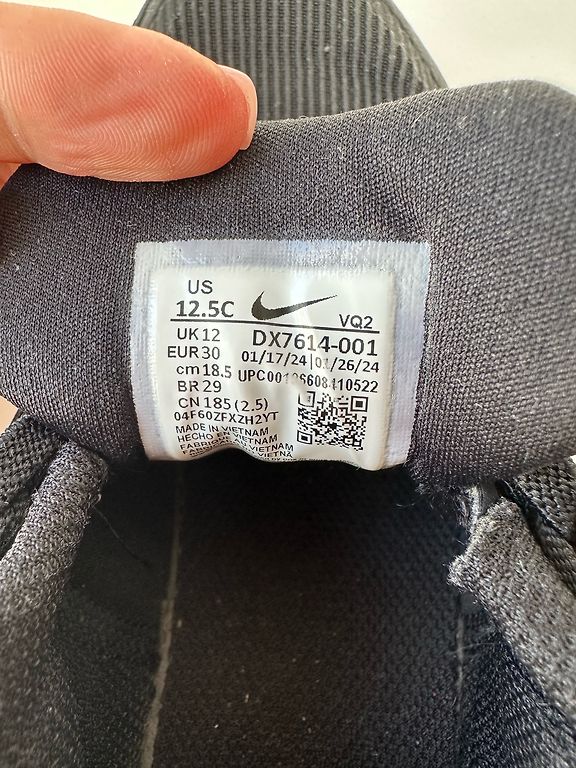 US
12.5C
VQ2
UK 12 DX7614-001
EUR 30 01/17/24|01/26/24
cm 18.5
BR 29
CN 185 (2.5)
04F60ZFXZH2YT
MADE IN VIETNAM
HECHO EN VIETNAM